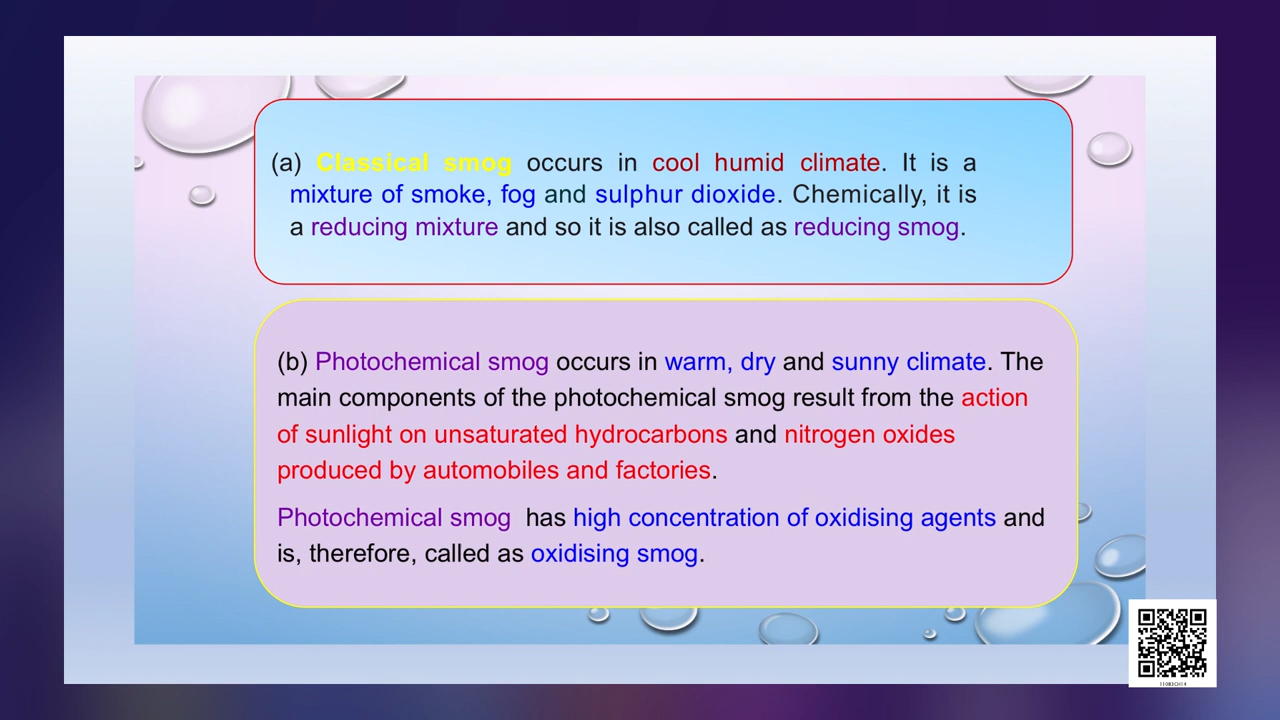 (a) Classical smog occurs in cool humid climate. It is a
mixture of smoke, fog and sulphur dioxide. Chemically, it is
a reducing mixture and so it is also called as reducing smog.
(b) Photochemical smog occurs in warm, dry and sunny climate. The
main components of the photochemical smog result from the action
of sunlight on unsaturated hydrocarbons and nitrogen oxides
produced by automobiles and factories.
Photochemical smog has high concentration of oxidising agents and
is, therefore, called as oxidising smog.